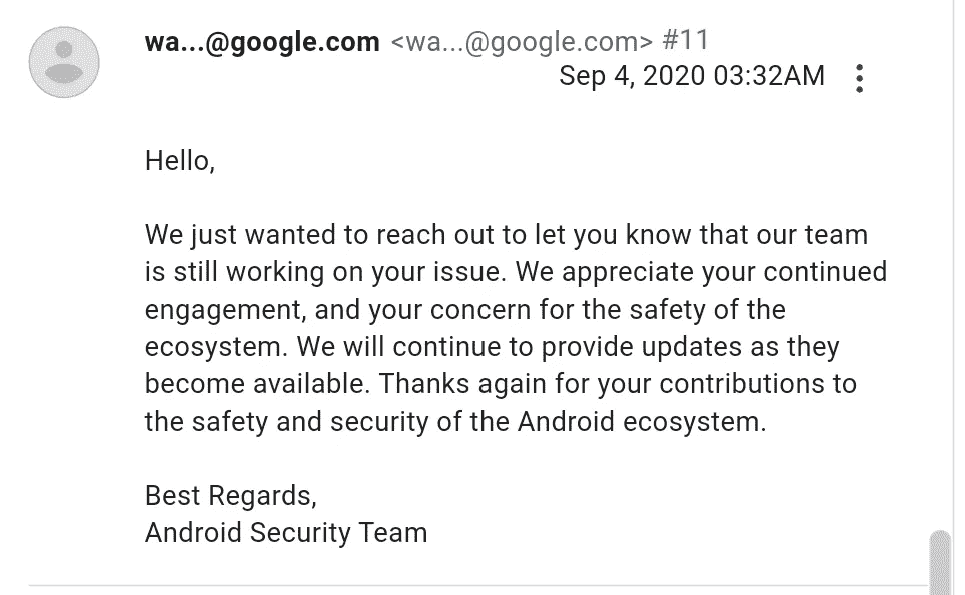 wa...@google.com <wa...@google.com> #11
Sep 4, 2020 03:32AM
Hello,
We just wanted to reach out to let you know that our team
is still working on your issue. We appreciate your continued
engagement, and your concern for the safety of the
ecosystem. We will continue to provide updates as they
become available. Thanks again for your contributions to
the safety and security of the Android ecosystem.
Best Regards,
Android Security Team